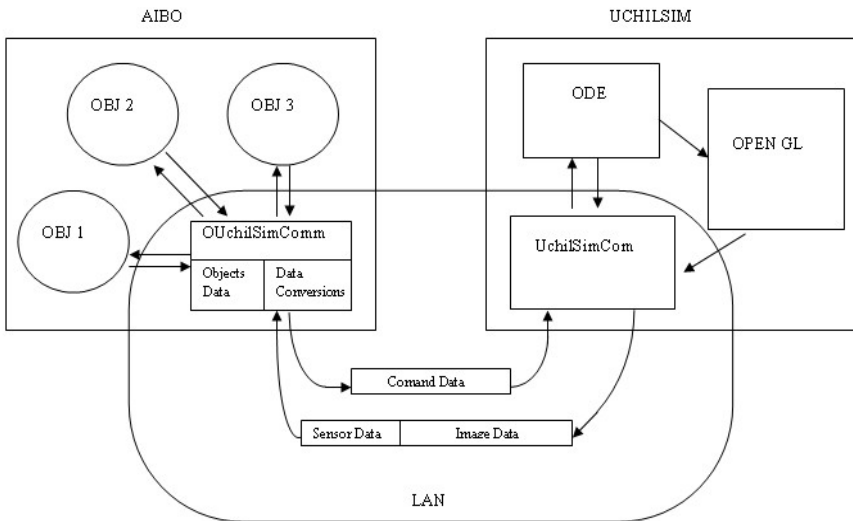 AIBO
UCHILSIM
OBJ 2
OBJ 3
ODE
OPEN GL
OBJ 1
OUchilSimComm
Objects
Data
Data
Conversions
UchilSimCom
Comand Data
Sensor Data
Image Data
LAN